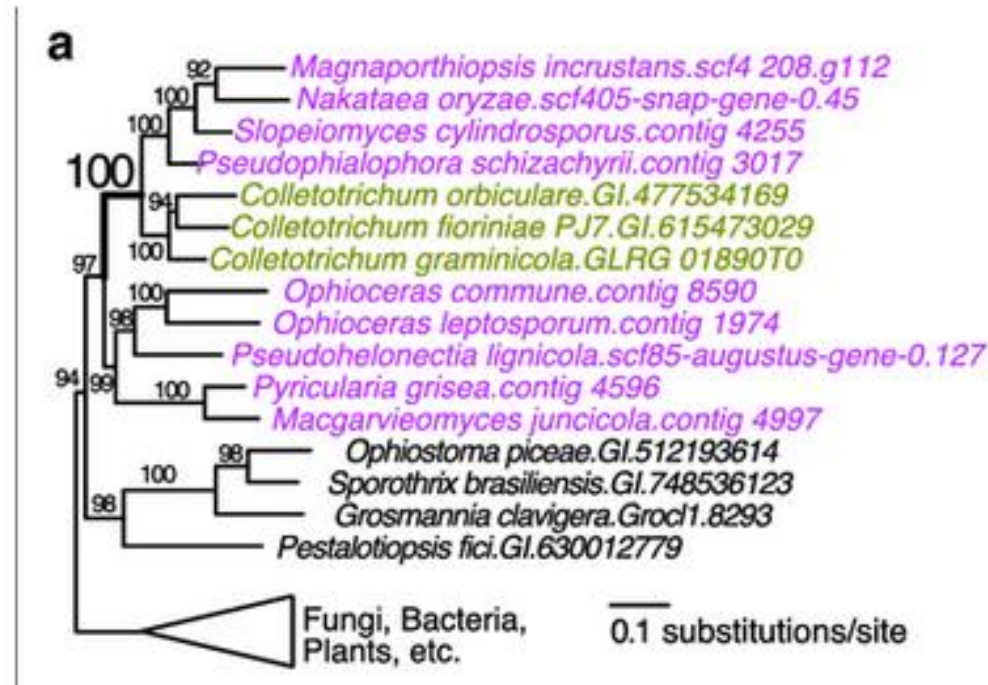 a
92
Magnaporthiopsis incrustans.scf4 208.g112
100
Nakataea oryzae.scf405-snap-gene-0.45
100
Slopeiomyces cylindrosporus.contig 4255
100
Pseudophialophora schizachyrii.contig 3017
94
Colletotrichum orbiculare.GI.477534169
Colletotrichum fioriniae PJ7.GI.615473029
100
Colletotrichum graminicola.GLRG 01890T0
97
100
Ophioceras commune.contig 8590
98
Ophioceras leptosporum.contig 1974
Pseudohelonectia lignicola.scf85-augustus-gene-0.127
94
99
100
Pyricularia grisea.contig 4596
Macgarvieomyces juncicola.contig 4997
98
Ophiostoma piceae.GI.512193614
100
Sporothrix brasiliensis.GI.748536123
98
Grosmannia clavigera.Grocl1.8293
Pestalotiopsis fici.GI.630012779
Fungi, Bacteria,
Plants, etc.
0.1 substitutions/site